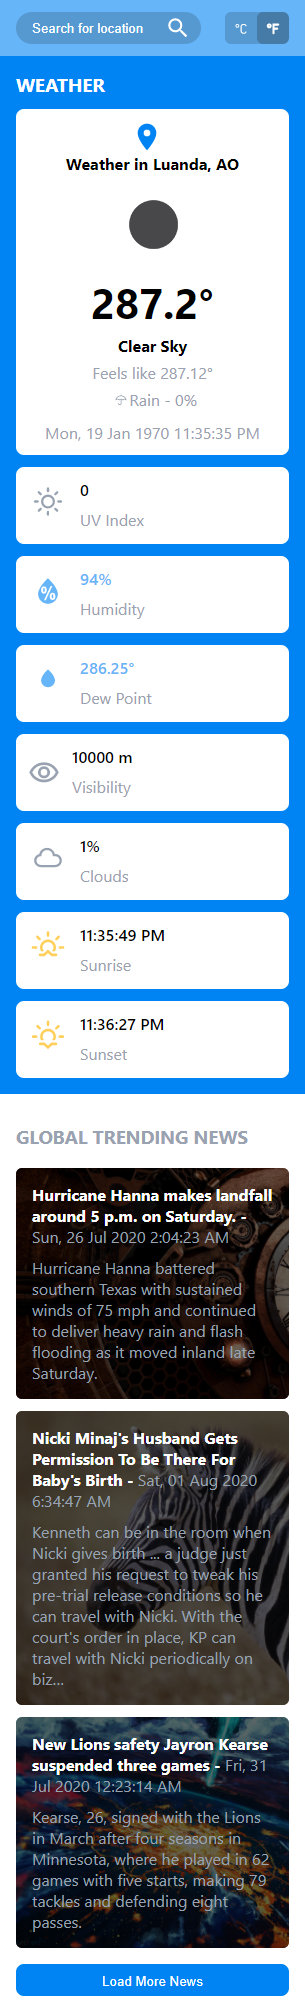 Search for location
°C
°F
WEATHER
Weather in Luanda, AO
287.2°
Clear Sky
Feels like 287.12°
Rain - 0%
Mon, 19 Jan 1970 11:35:35 PM
0
UV Index
94%
Humidity
286.25°
Dew Point
10000 m
Visibility
1%
Clouds
11:35:49 PM
Sunrise
11:36:27 PM
Sunset
GLOBAL TRENDING NEWS
Hurricane Hanna makes landfall
around 5 p.m. on Saturday. -
Sun, 26 Jul 2020 2:04:23 AM
Hurricane Hanna battered
southern Texas with sustained
winds of 75 mph and continued
to deliver heavy rain and flash
flooding as it moved inland late
Saturday.
Nicki Minaj's Husband Gets
Permission To Be There For
Baby's Birth - Sat, 01 Aug 2020
6:34:47 AM
Kenneth can be in the room when
Nicki gives birth ... a judge just
granted his request to tweak his
pre-trial release conditions so he
can travel with Nicki. With the
court's order in place, KP can
travel with Nicki periodically on
biz...
New Lions safety Jayron Kearse
suspended three games - Fri, 31
Jul 2020 12:23:14 AM
Kearse, 26, signed with the Lions
in March after four seasons in
Minnesota, where he played in 62
games with five starts, making 79
tackles and defending eight
passes.
Load More News